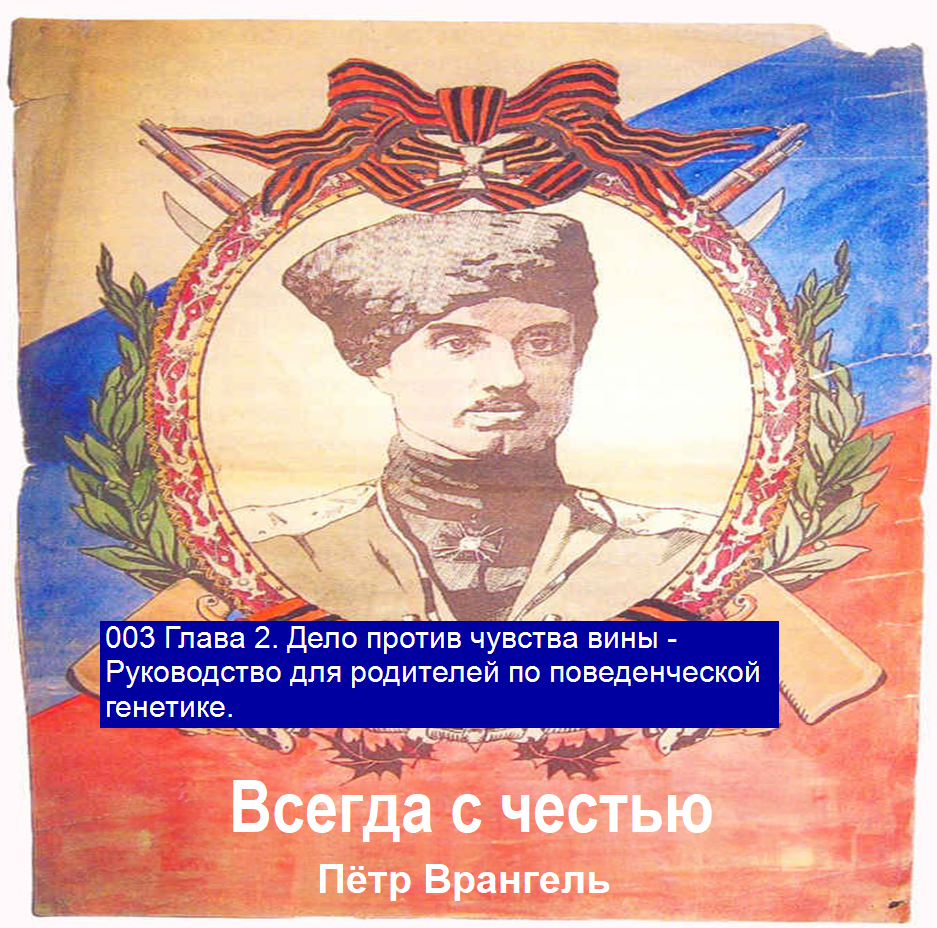 003 Глава 2. Дело против чувства вины -
Руководство для родителей по поведенческой
генетике.
Всегда с честью
Пётр Врангель